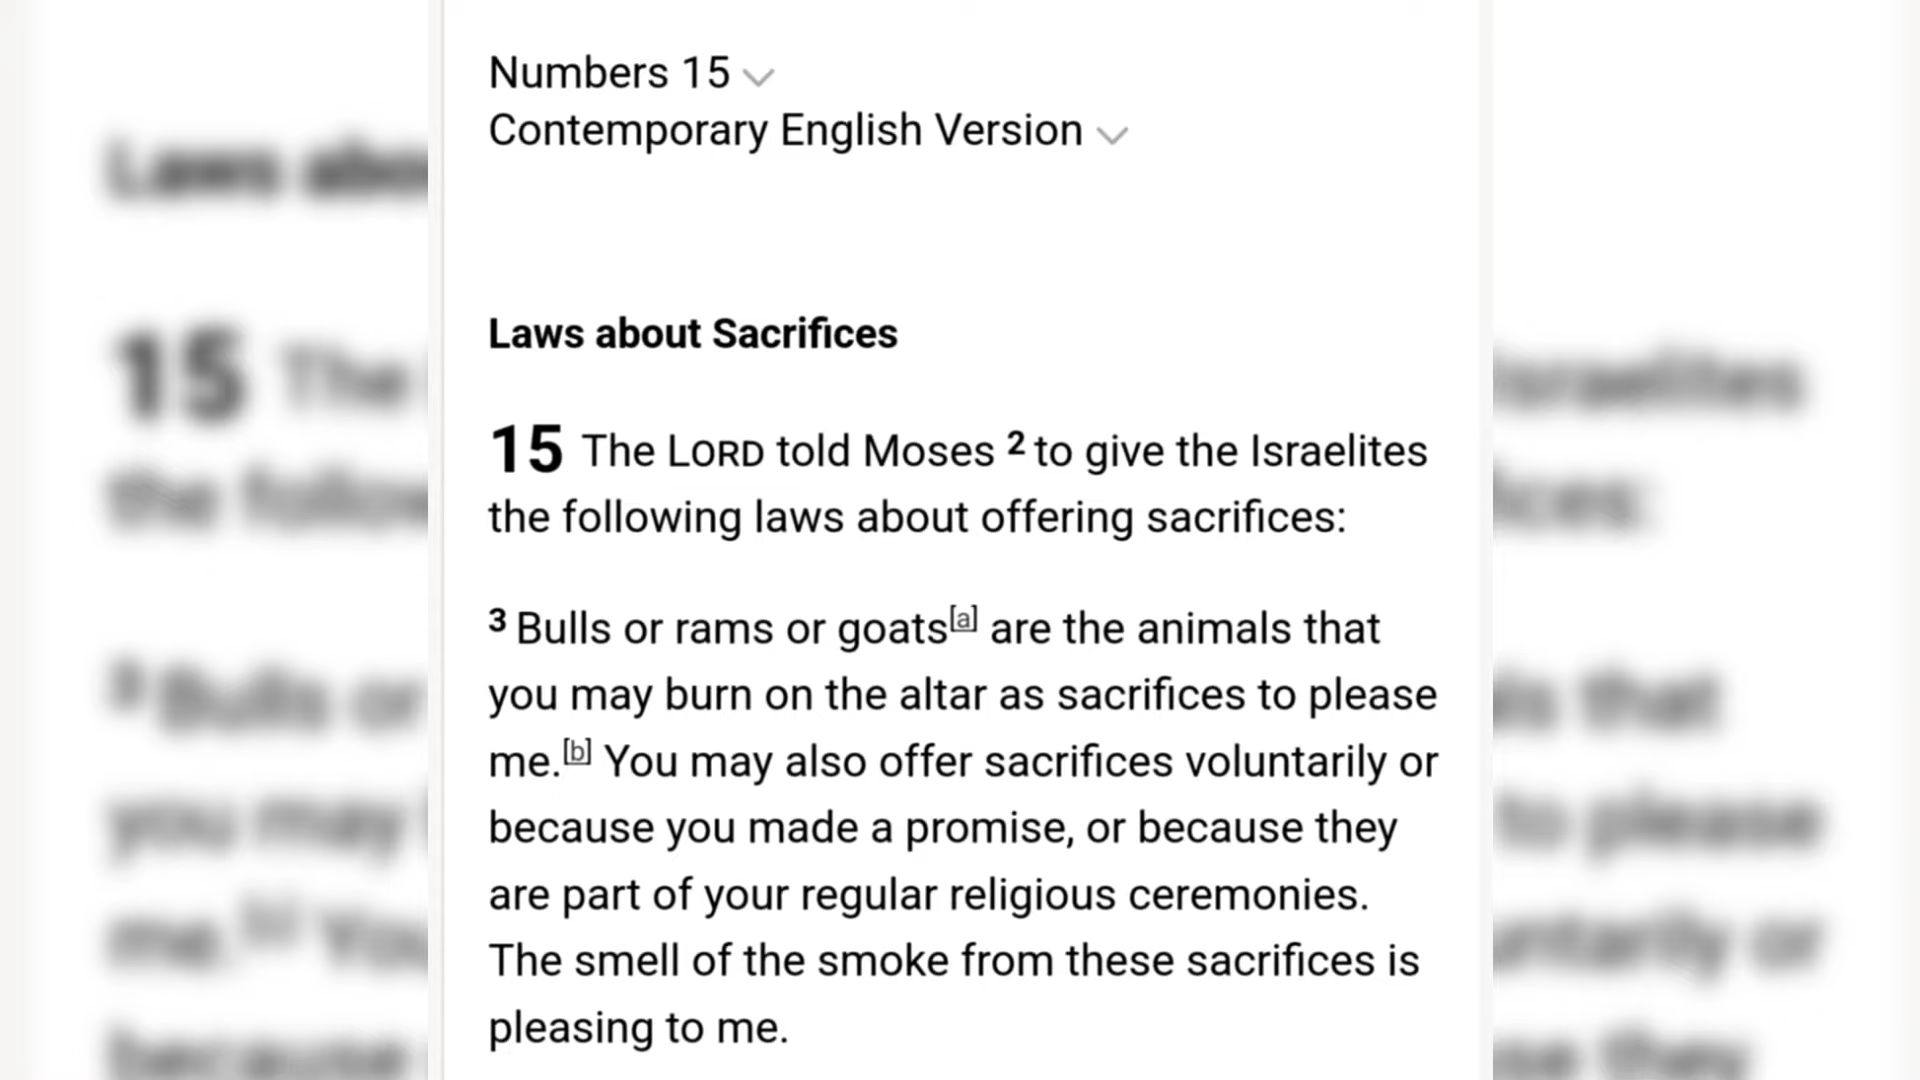 Numbers 15
Contemporary English Version
Laws about Sacrifices
15 The LORD told Moses 2 to give the Israelites
the following laws about offering sacrifices:
3 Bulls or rams or goats[a] are the animals that
you may burn on the altar as sacrifices to please
me.[b] You may also offer sacrifices voluntarily or
because you made a promise, or because they
are part of your regular religious ceremonies.
The smell of the smoke from these sacrifices is
pleasing to me.